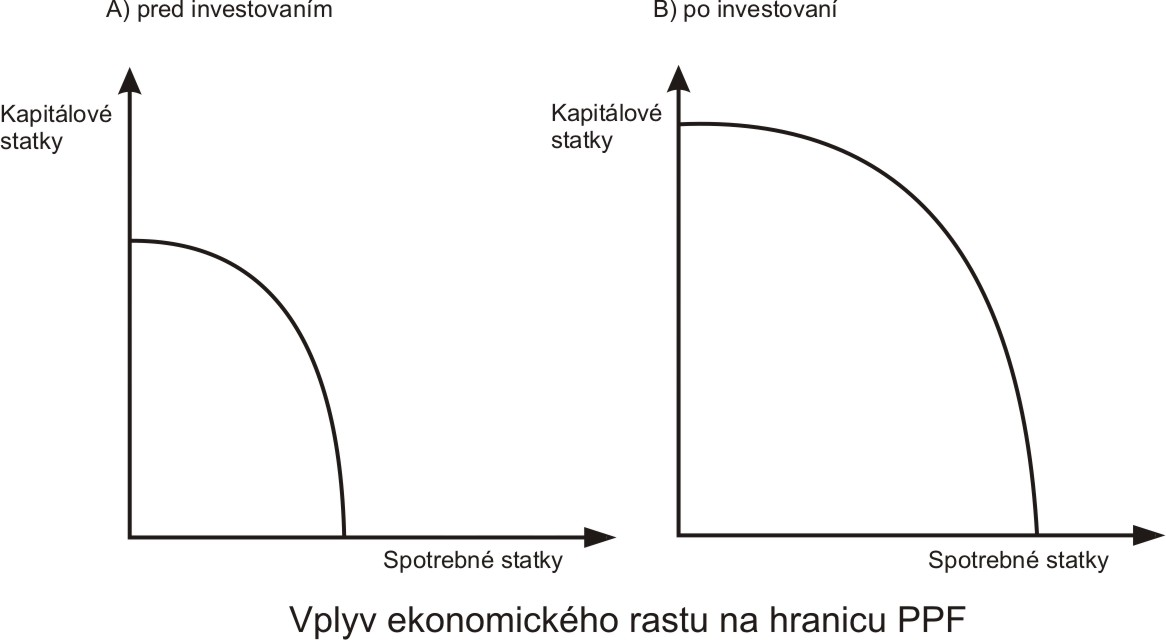 A) pred investovaním
B) po investovaní
Kapitálové
statky
Kapitálové
statky
Spotrebné statky
Spotrebné statky
Vplyv ekonomického rastu na hranicu PPF